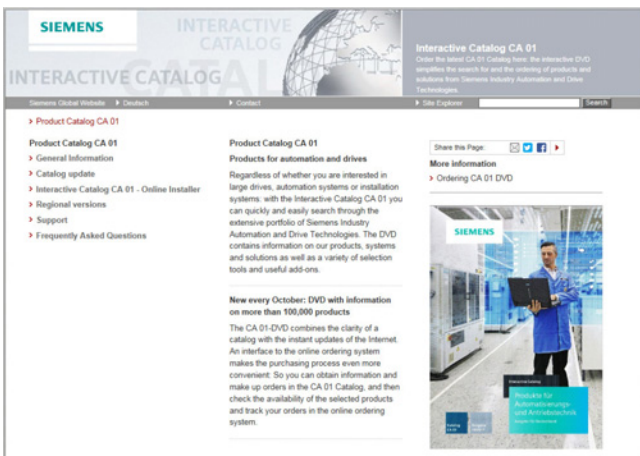 SIEMENS
INTERACTIVE
CATALOG
INTERACTIVE CATALOG
CATAL
Interactive Catalog CA 01
Order the latest CA 01 Catalog here: the interactive DVD
simplifies the search for and the ordering of products and
solutions from Siemens Industry Automation and Drive
Technologies.
Siemens Global Website
Deutsch
Contact
Site Explorer
Search
Product Catalog CA 01
Product Catalog CA 01
General Information
Catalog update
Interactive Catalog CA 01 - Online Installer
Regional versions
Support
Frequently Asked Questions
Product Catalog CA 01
Products for automation and drives
Regardless of whether you are interested in
large drives, automation systems or installation
systems: with the Interactive Catalog CA 01 you
can quickly and easily search through the
extensive portfolio of Siemens Industry
Automation and Drive Technologies. The DVD
contains information on our products, systems
and solutions as well as a variety of selection
tools and useful add-ons.
New every October: DVD with information
on more than 100,000 products
The CA 01-DVD combines the clarity of a
catalog with the instant updates of the Internet.
An interface to the online ordering system
makes the purchasing process even more
convenient: So you can obtain information and
make up orders in the CA 01 Catalog, and then
check the availability of the selected products
and track your orders in the online ordering
system.
Share this Page:
More information
Ordering CA 01 DVD
SIEMENS
Interactive Catalog
Produkte für
Automatisierungs-
und Antriebstechnik